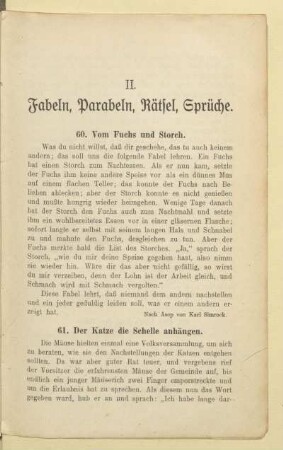 II.
Fabeln, Parabeln, Rätsel, Sprüche.
60. Vom Fuchs und Storch.
Was du nicht willst, daß dir geschehe, das tu auch keinem
andern; das soll uns die folgende Fabel lehren. Ein Fuchs
bat einen Storch zum Nachtessen. Als er nun kam, setzte
der Fuchs ihm keine andere Speise vor als ein dünnes Mus
auf einem flachen Teller; das konnte der Fuchs nach Be-
lieben ablecken; aber der Storch konnte es nicht genießen
und mußte hungrig wieder heimgehen. Wenige Tage danach
bat der Storch den Fuchs auch zum Nachtmahl und setzte
ihm ein wohlbereitetes Essen vor in einer gläsernen Flasche;
sofort langte er selbst mit seinem langen Hals und Schnabel
zu und mahnte den Fuchs, desgleichen zu tun. Aber der
Fuchs merkte bald die List des Storches. „Ja,“ sprach der
Storch, „wie du mir deine Speise gegeben hast, also nimm
sie wieder hin. Wäre dir das aber nicht gefällig, so wirst
du mir verzeihen, denn der Lohn ist der Arbeit gleich, und
Schmach wird mit Schmach vergolten.“
Diese Fabel lehrt, daß niemand dem andern nachstellen
und ein jeder geduldig leiden soll, was er einem andern er-
zeigt hat.
Nach Äsop von Karl Simrock.
61. Der Katze die Schelle anhängen.
Die Mäuse hielten einmal eine Volksversammlung, um sich
zu beraten, wie sie den Nachstellungen der Katzen entgehen
sollten. Da war aber guter Rat teuer, und vergebens rief
der Vorsitzer die erfahrensten Mäuse der Gemeinde auf, bis
endlich ein junger Mäuserich zwei Finger emporstreckte und
um die Erlaubnis bat zu sprechen. Als diesem nun das Wort
gegeben ward, hob er an und sprach: „Ich habe lange dar-